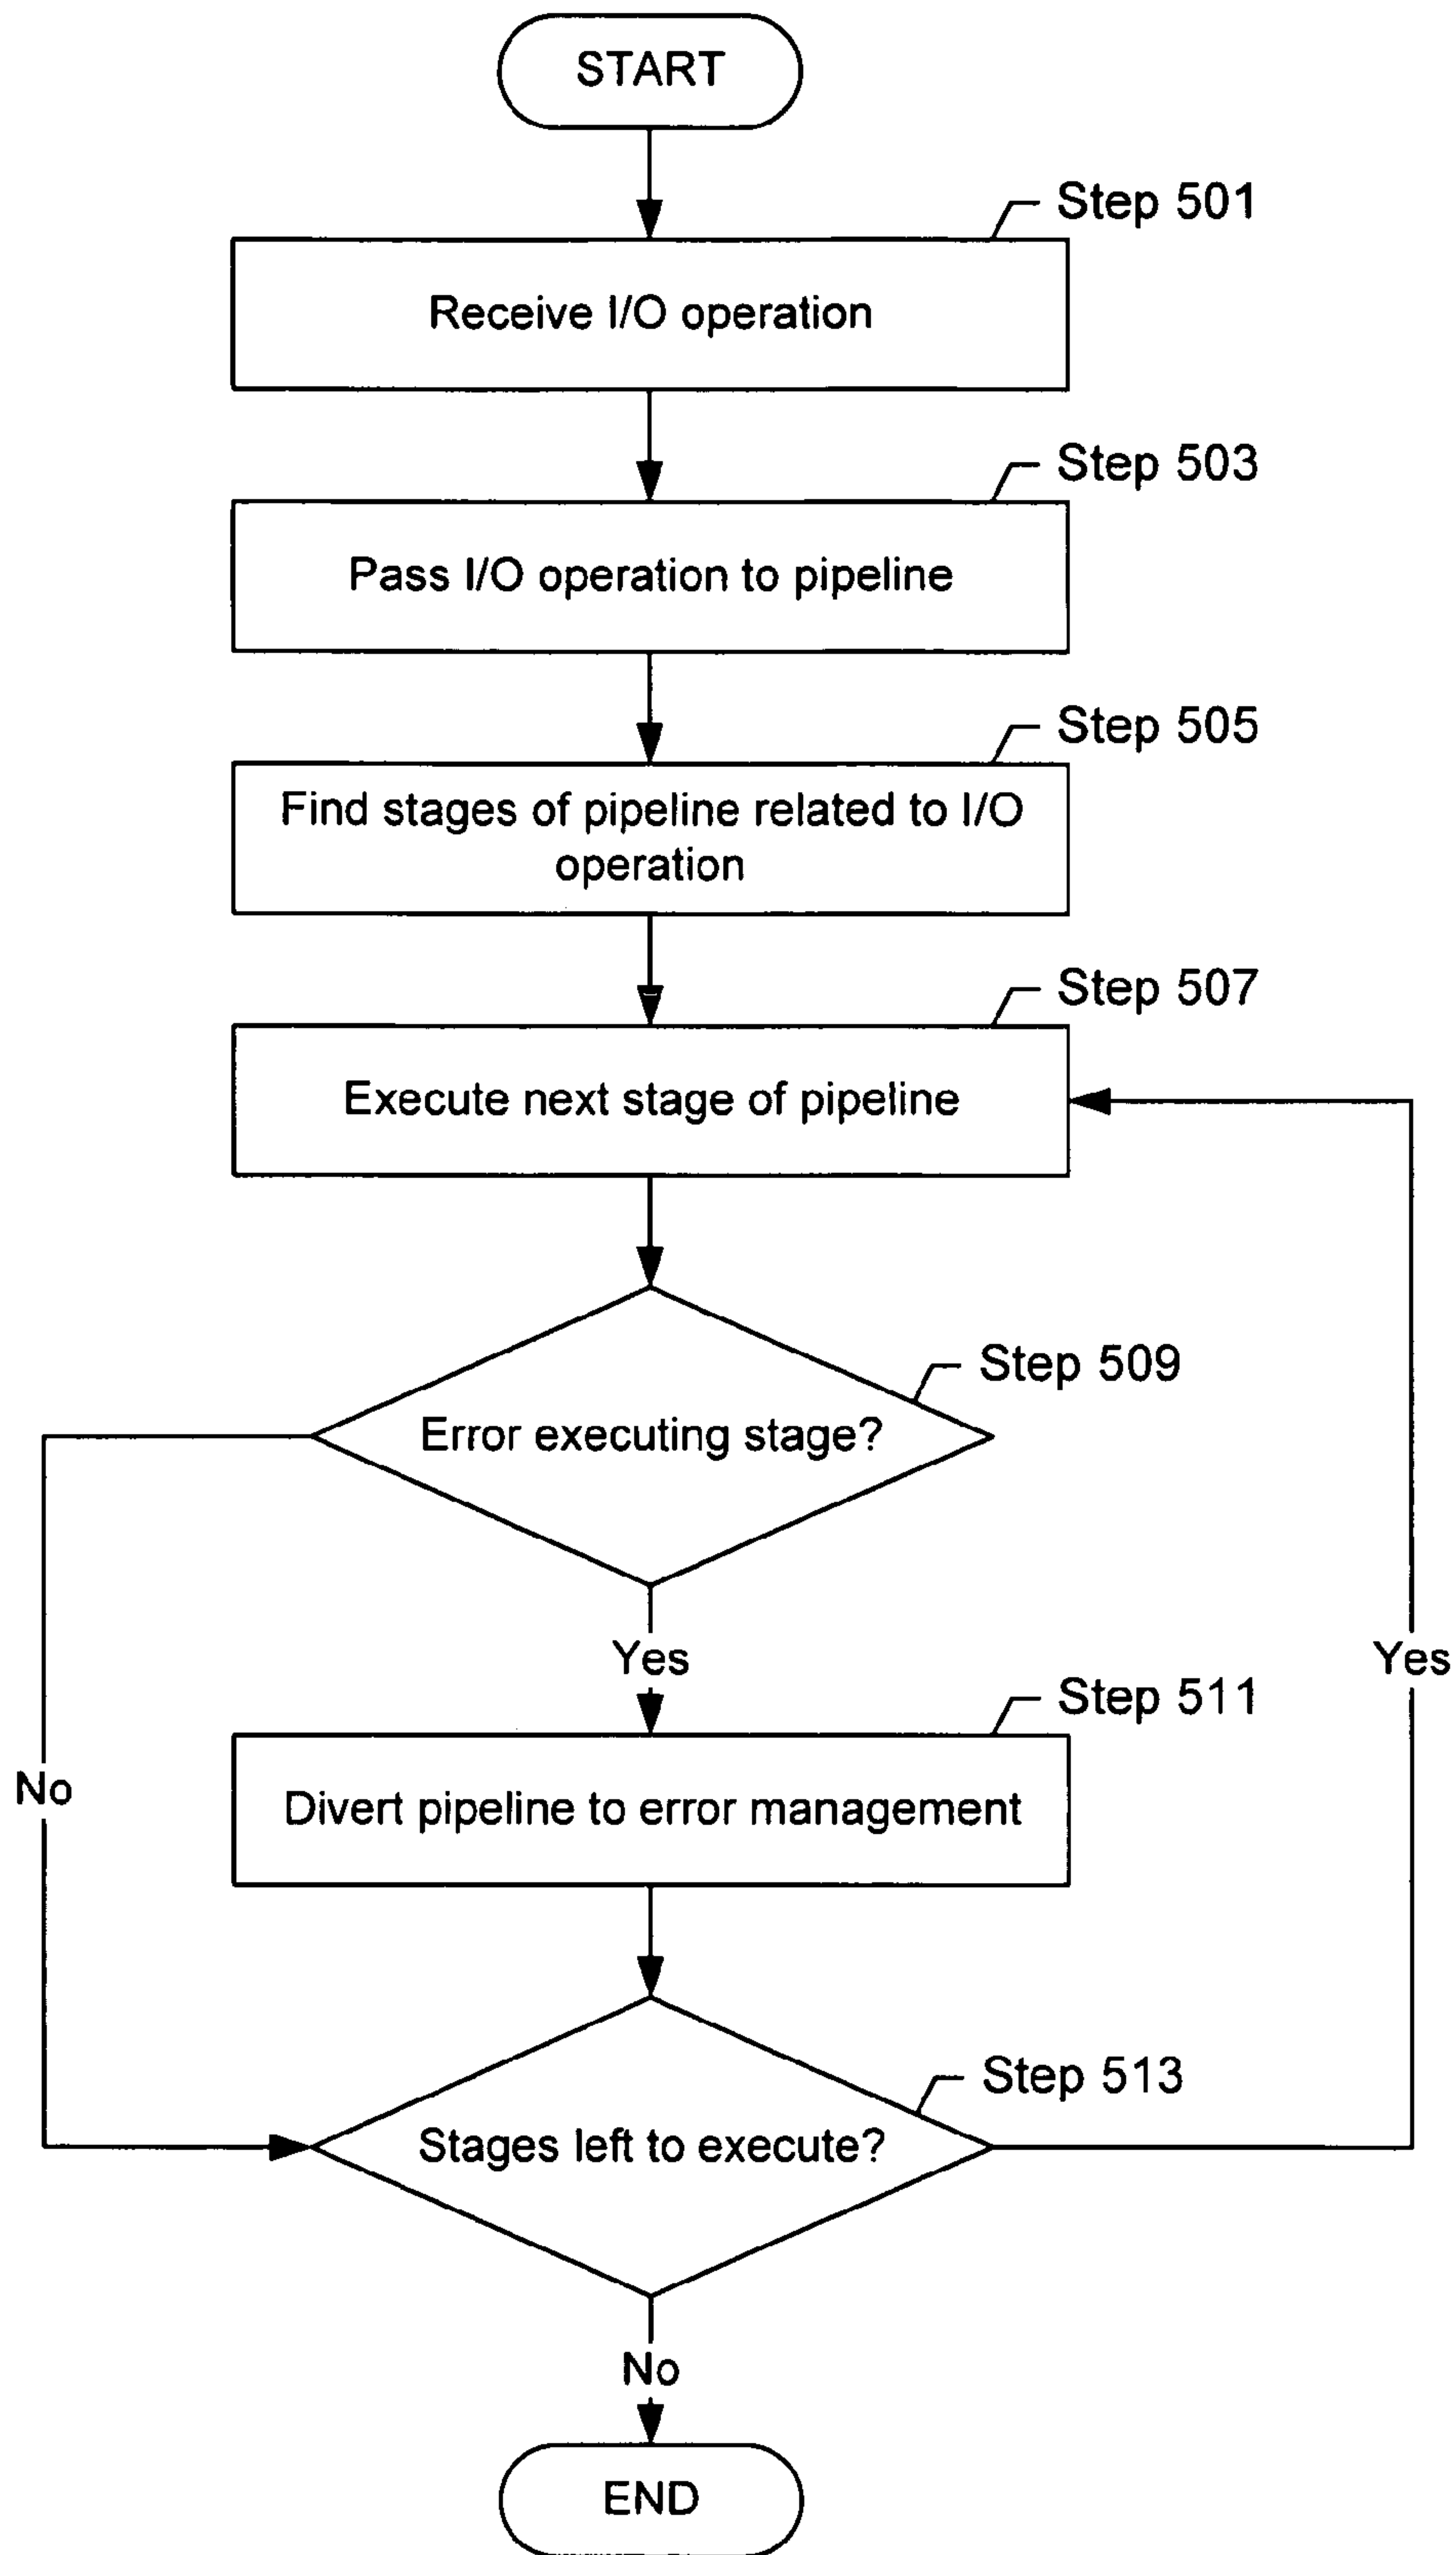 START
Step 501
Receive I/O operation
Step 503
Pass I/O operation to pipeline
Step 505
Find stages of pipeline related to I/O
operation
Step 507
Execute next stage of pipeline
Step 509
Error executing stage?
Yes
Yes
Step 511
No
Divert pipeline to error management
Step 513
Stages left to execute?
No
END